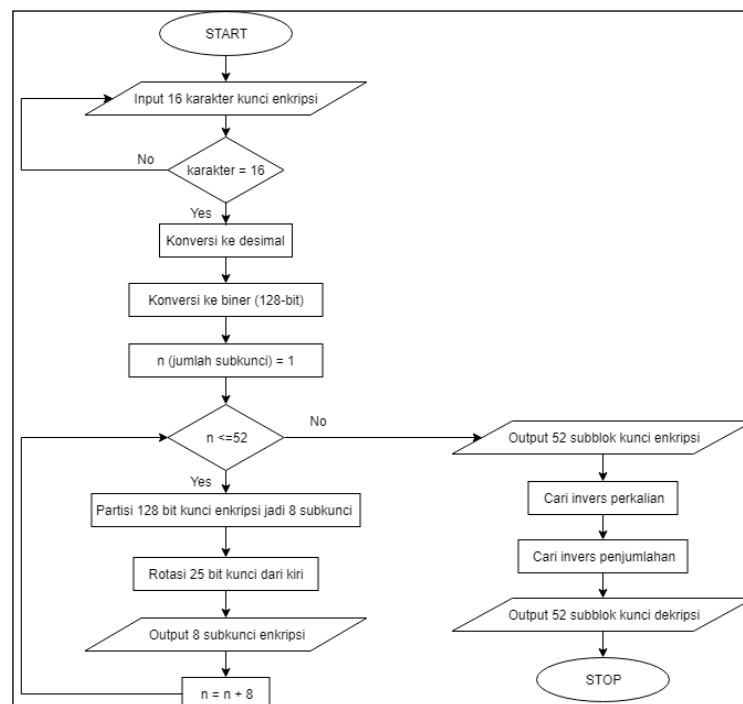 START
Input 16 karakter kunci enkripsi
No
karakter = 16
Yes
Konversi ke desimal
Konversi ke biner (128-bit)
n (jumlah subkunci) = 1
n <=52
No
Yes
Partisi 128 bit kunci enkripsi jadi 8 subkunci
Rotasi 25 bit kunci dari kiri
Output 8 subkunci enkripsi
n = n + 8
Output 52 subblok kunci enkripsi
Cari invers perkalian
Cari invers penjumlahan
Output 52 subblok kunci dekripsi
STOP